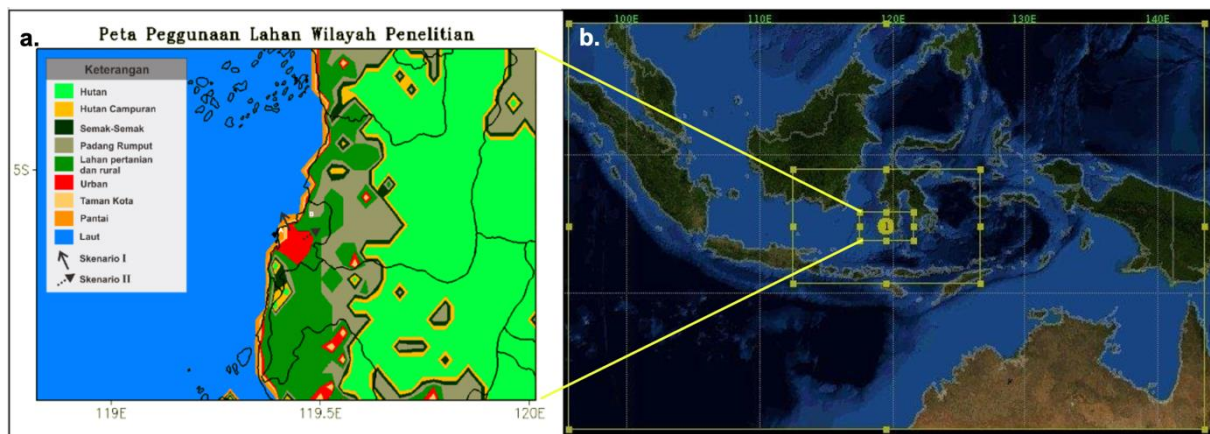 a.
Peta Peggunaan Lahan Wilayah Penelitian
Keterangan
Hutan
Hutan Campuran
Semak-Semak
Padang Rumput
Lahan pertanian
dan rural
Urban
Taman Kota
Pantai
Laut
Skenario I
Skenario II
5S
119E
119.5E
120E
b.
100E
110E
120E
130E
140E
1